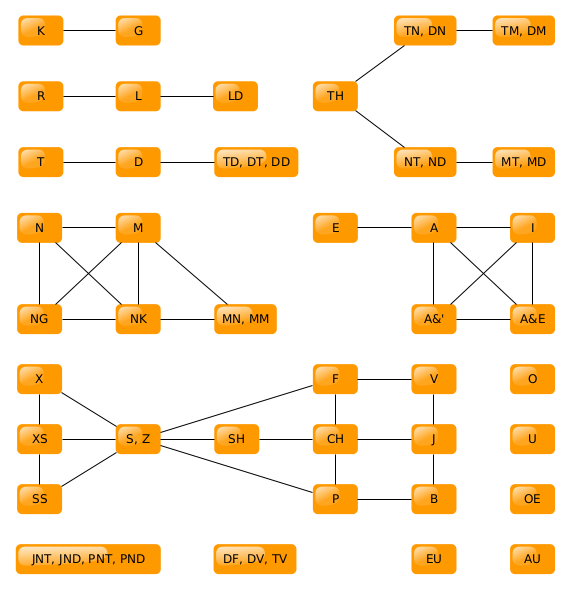 K G TN, DN TM, DM
R L LD TH
T D TD, DT, DD NT, ND MT, MD
N M E A I
NG NK MN, MM A&' A&E
X F V O
XS S, Z SH CH J U
SS P B OE
JNT, JND, PNT, PND DF, DV, TV EU AU